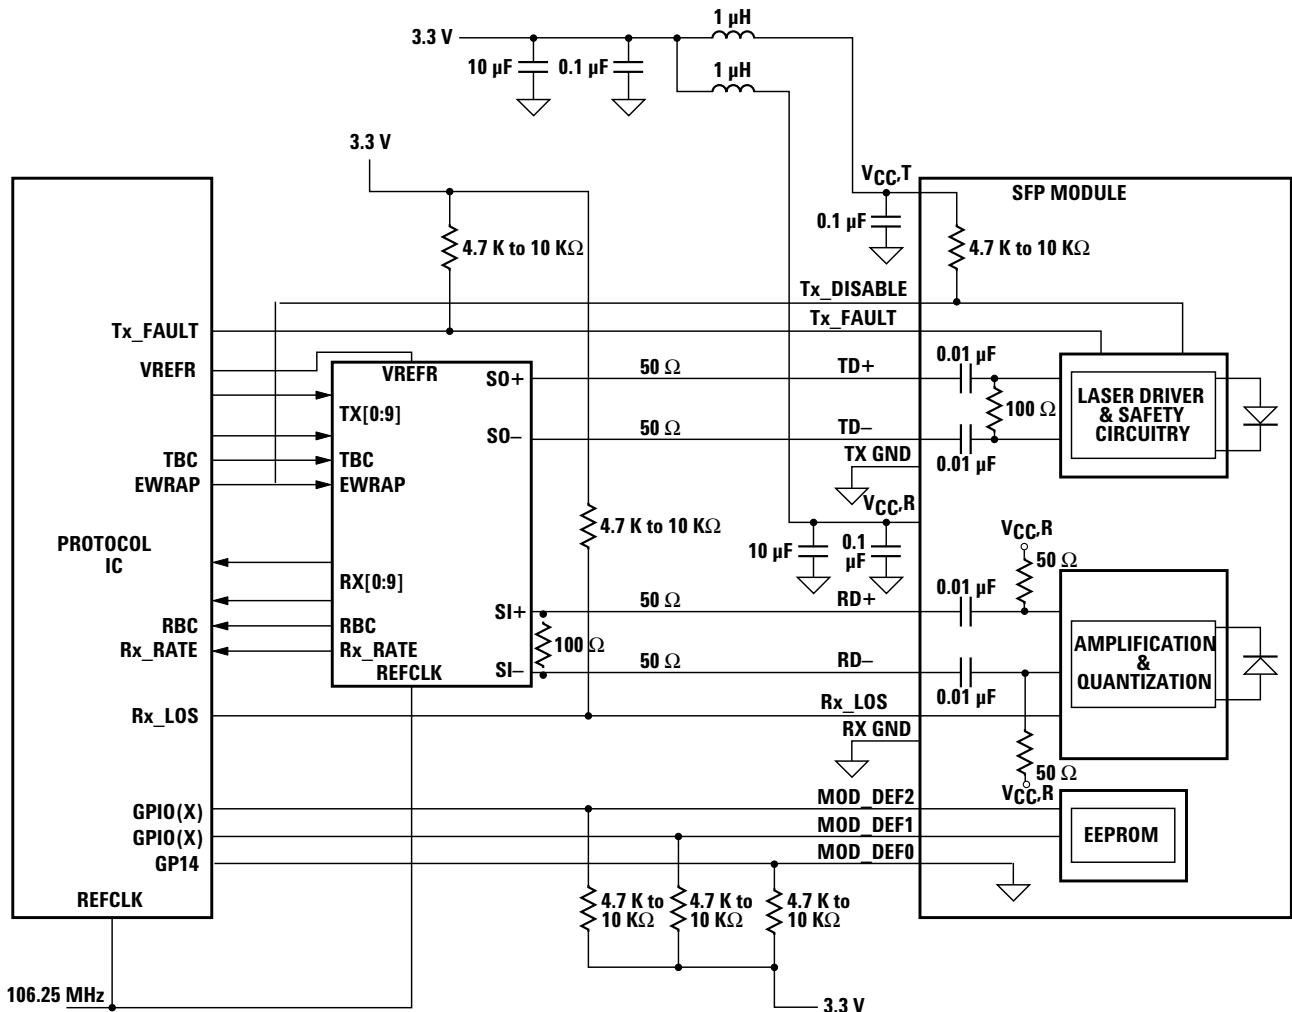 1 µH
3.3 V
10 µF
0.1 µF
1 µH
3.3 V
VCC,T
SFP MODULE
0.1 µF
4.7 K to 10 KΩ
4.7 K to 10 KΩ
Tx_DISABLE
Tx_FAULT
Tx_FAULT
VREFR
VREFR
SO+
50 Ω
TD+
0.01 µF
TX[0:9]
100 Ω
LASER DRIVER
& SAFETY
CIRCUITRY
SO–
50 Ω
TD–
0.01 µF
TBC
TBC
TX GND
EWRAP
EWRAP
VCC,R
4.7 K to 10 KΩ
PROTOCOL
IC
10 µF
0.1
µF
VCC,R
50 Ω
RX[0:9]
SI+
50 Ω
RD+
0.01 µF
RBC
RBC
100 Ω
Rx_RATE
Rx_RATE
REFCLK
SI–
50 Ω
RD–
0.01 µF
AMPLIFICATION
&
QUANTIZATION
Rx_LOS
Rx_LOS
RX GND
50 Ω
VCC,R
GPIO(X)
MOD_DEF2
GPIO(X)
MOD_DEF1
EEPROM
GP14
MOD_DEF0
REFCLK
4.7 K to
10 KΩ
4.7 K to
10 KΩ
4.7 K to
10 KΩ
106.25 MHz
3.3 V